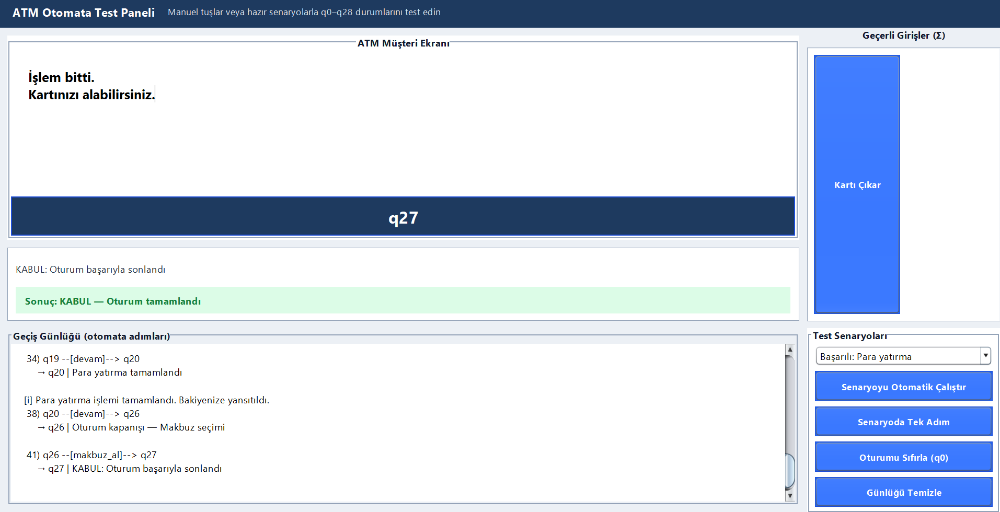 ATM Otomata Test Paneli
Manuel tuşlar veya hazır senaryolarla q0–q28 durumlarını test edin
ATM Müşteri Ekranı
İşlem bitti.
Kartınızı alabilirsiniz.
q27
KABUL: Oturum başarıyla sonlandı
Sonuç: KABUL — Oturum tamamlandı
Geçiş Günlüğü (otomata adımları)
34) q19 --[devam]--> q20
→ q20 | Para yatırma tamamlandı
[i] Para yatırma işlemi tamamlandı. Bakiyenize yansıtıldı.
38) q20 --[devam]--> q26
→ q26 | Oturum kapanışı — Makbuz seçimi
41) q26 --[makbuz_al]--> q27
→ q27 | KABUL: Oturum başarıyla sonlandı
Geçerli Girişler (Σ)
Kartı Çıkar
Test Senaryoları
Başarılı: Para yatırma
Senaryoyu Otomatik Çalıştır
Senaryoda Tek Adım
Oturumu Sıfırla (q0)
Günlüğü Temizle